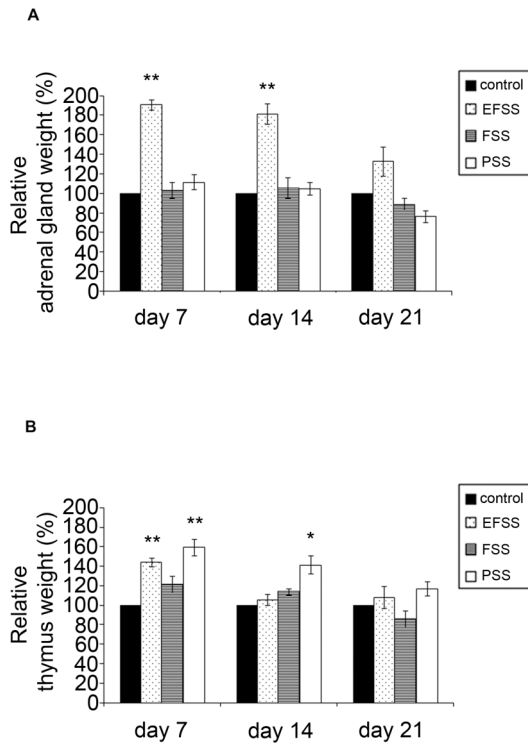 A
**
**
control
EFSS
FSS
PSS
Relative
adrenal gland weight (%)
200
180
160
140
120
100
80
60
40
20
0
day 7
day 14
day 21
B
**
**
*
control
EFSS
FSS
PSS
Relative
thymus weight (%)
200
180
160
140
120
100
80
60
40
20
0
day 7
day 14
day 21